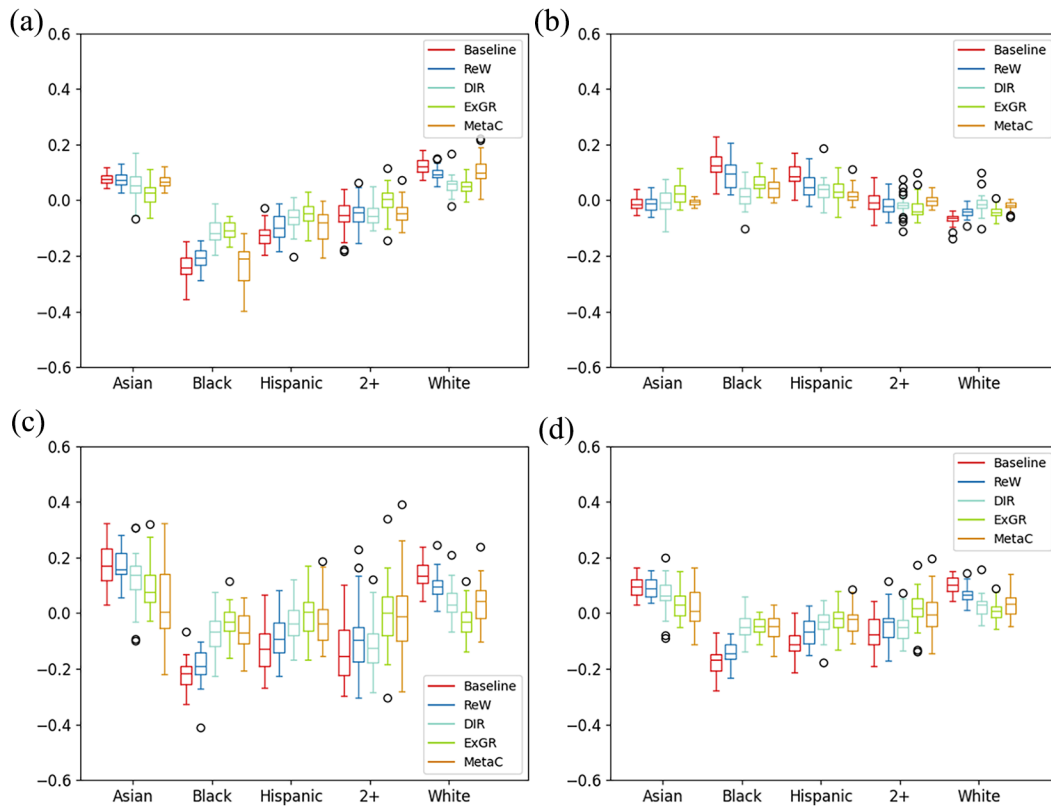 (a)
0.6
0.4
0.2
0.0
−0.2
−0.4
−0.6
Asian Black Hispanic 2+ White
Baseline
ReW
DIR
ExGR
MetaC
(b)
0.6
0.4
0.2
0.0
−0.2
−0.4
−0.6
Asian Black Hispanic 2+ White
Baseline
ReW
DIR
ExGR
MetaC
(c)
0.6
0.4
0.2
0.0
−0.2
−0.4
−0.6
Asian Black Hispanic 2+ White
Baseline
ReW
DIR
ExGR
MetaC
(d)
0.6
0.4
0.2
0.0
−0.2
−0.4
−0.6
Asian Black Hispanic 2+ White
Baseline
ReW
DIR
ExGR
MetaC